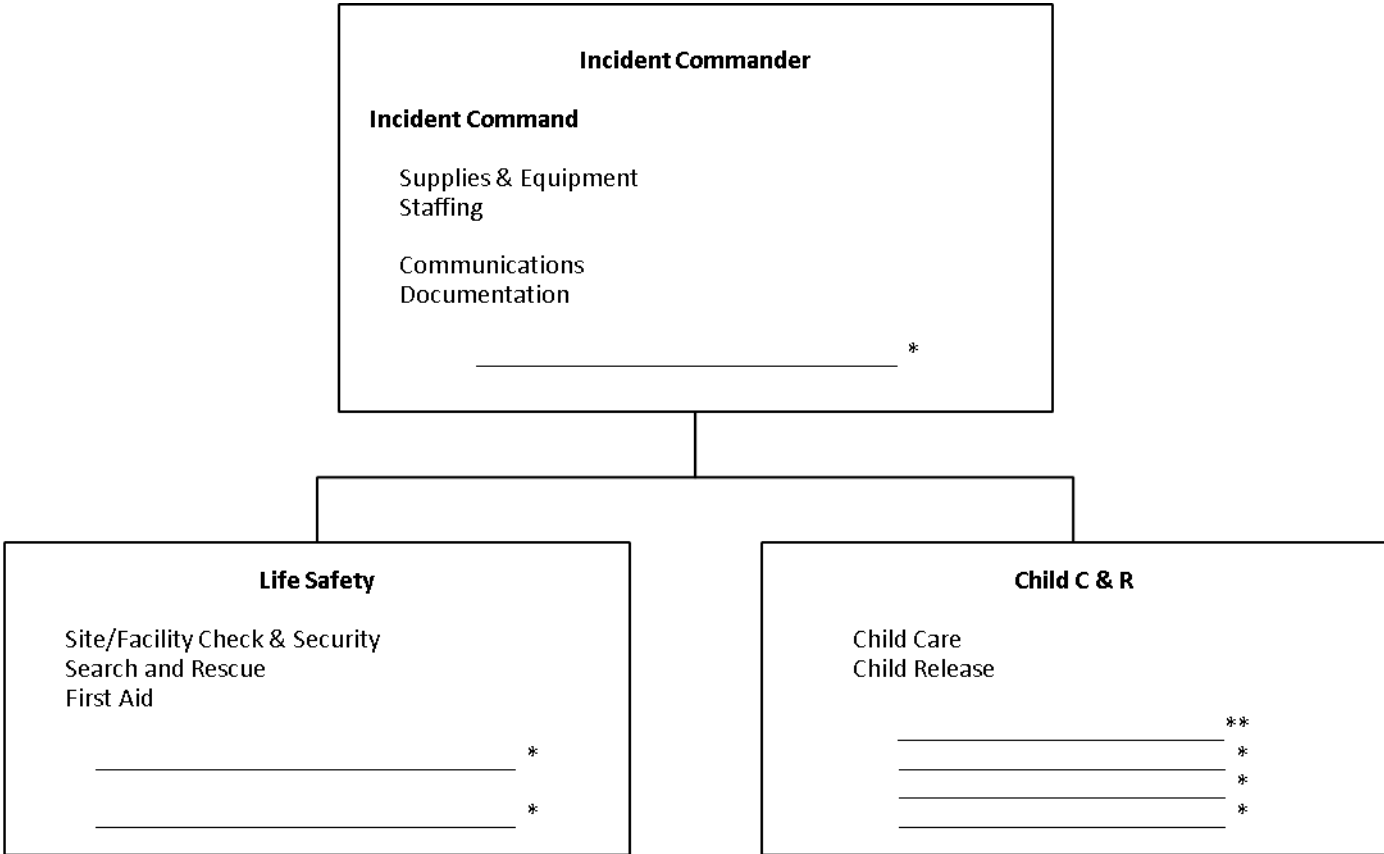 Incident Commander
Incident Command
Supplies & Equipment
Staffing
Communications
Documentation
*
Life Safety
Site/Facility Check & Security
Search and Rescue
First Aid
*
*
Child C & R
Child Care
Child Release
**
*
*
*